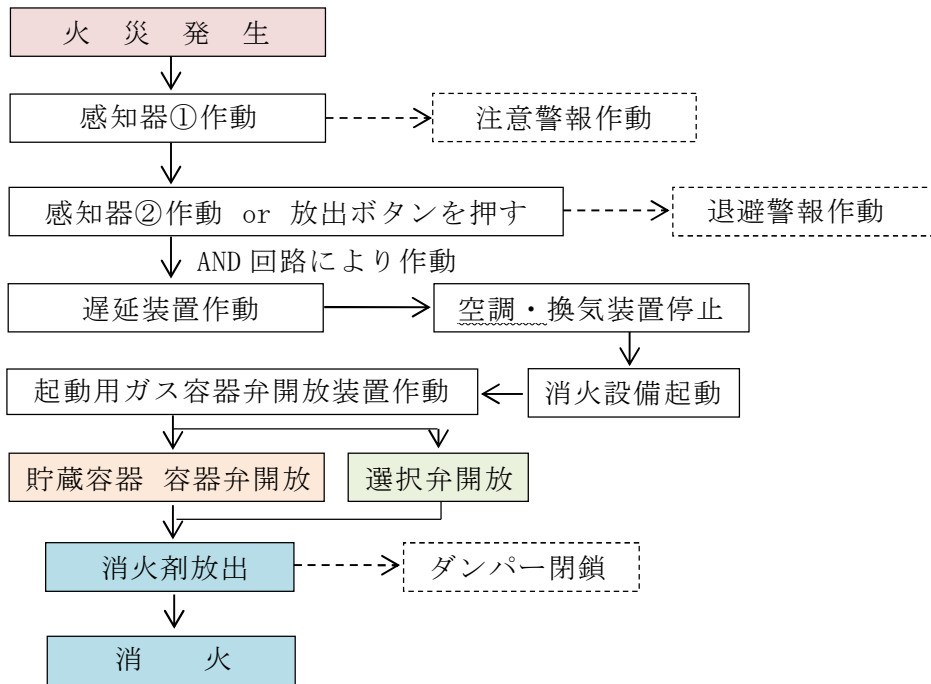 火 災 発 生
感知器①作動
注意警報作動
感知器②作動 or 放出ボタンを押す
退避警報作動
AND 回路により作動
遅延装置作動
空調・換気装置停止
起動用ガス容器弁開放装置作動
消火設備起動
貯蔵容器 容器弁開放
選択弁開放
消火剤放出
ダンパー閉鎖
消 火